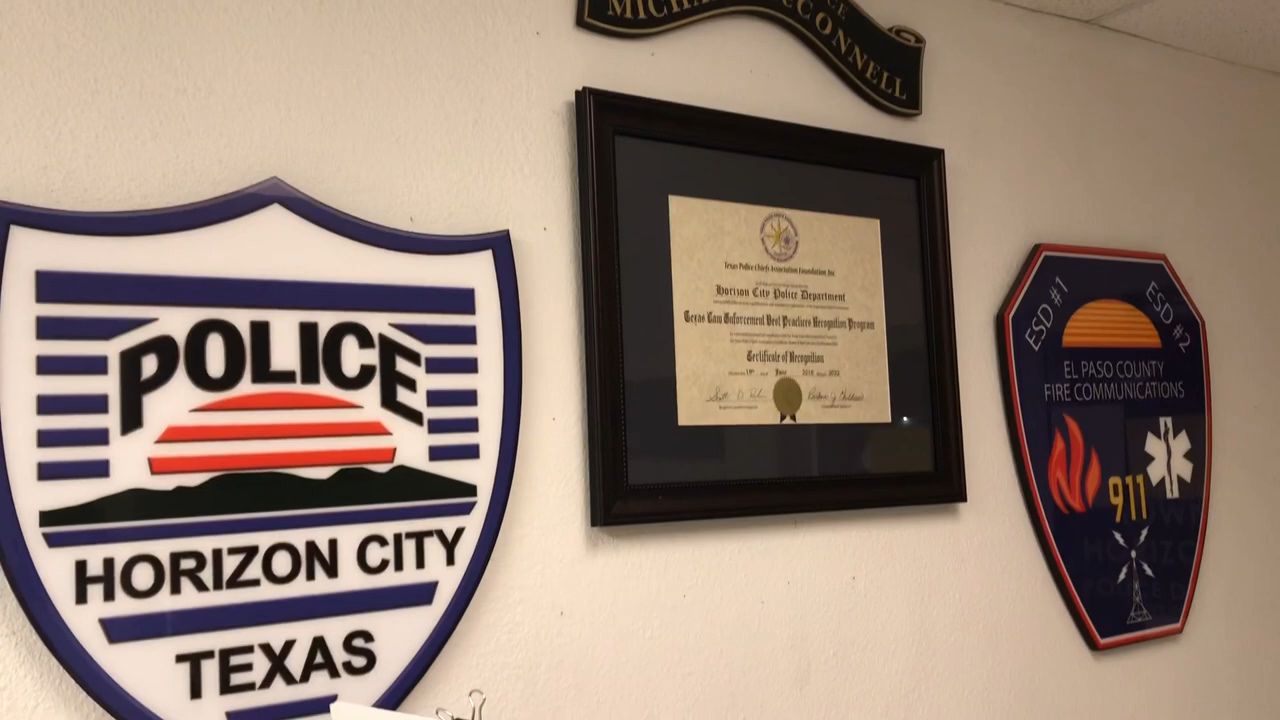 McCONNELL
POLICE
HORIZON CITY
TEXAS
Texas Police Chiefs Association Foundation, Inc.
Horizon City Police Department
Texas Law Enforcement Best Practices Recognition Program
Certificate of Recognition
ESD #1
ESD #2
EL PASO COUNTY
FIRE COMMUNICATIONS
911